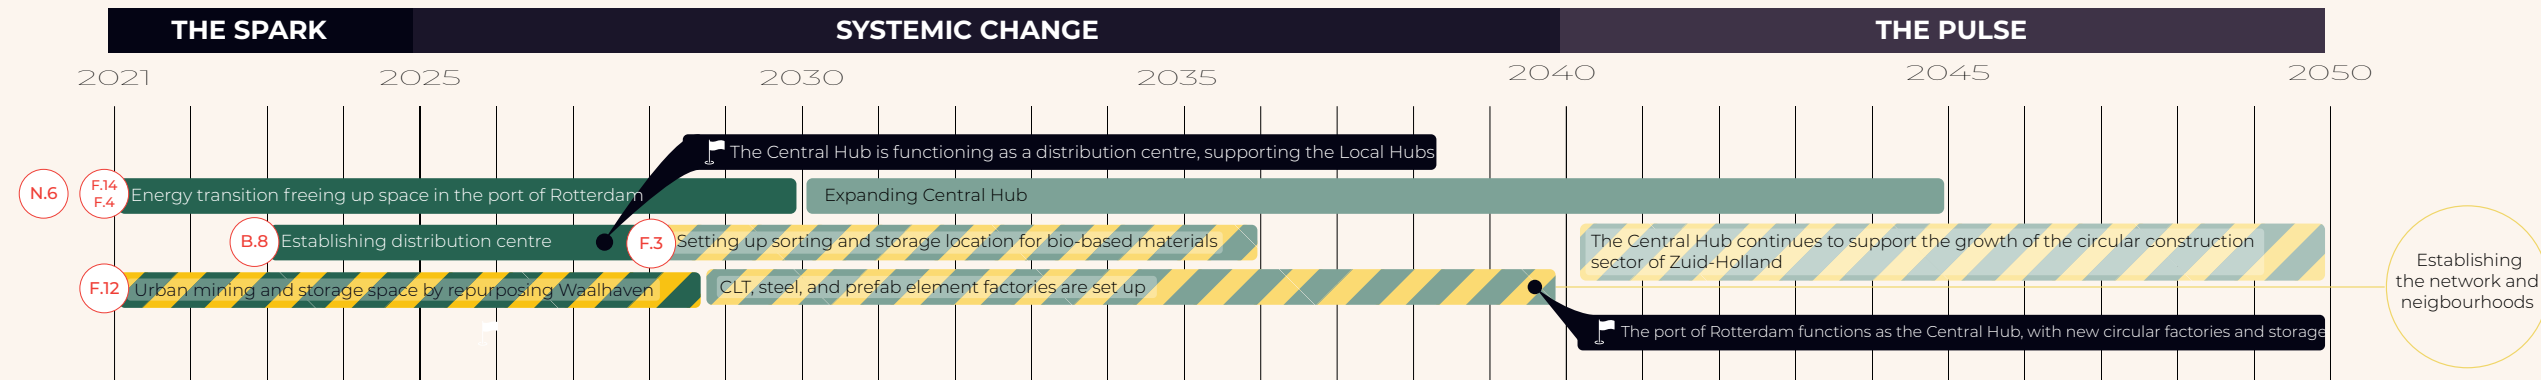 THE SPARK
SYSTEMIC CHANGE
THE PULSE
2021
2025
2030
2035
2040
2045
2050
The Central Hub is functioning as a distribution centre, supporting the Local Hubs
N.6
F.14
F.4
Energy transition freeing up space in the port of Rotterdam
Expanding Central Hub
B.8
Establishing distribution centre
F.3
Setting up sorting and storage location for bio-based materials
The Central Hub continues to support the growth of the circular construction
sector of Zuid-Holland
F.12
Urban mining and storage space by repurposing Waalhaven
CLT, steel, and prefab element factories are set up
Establishing
the network and
neigbourhoods
The port of Rotterdam functions as the Central Hub, with new circular factories and storage